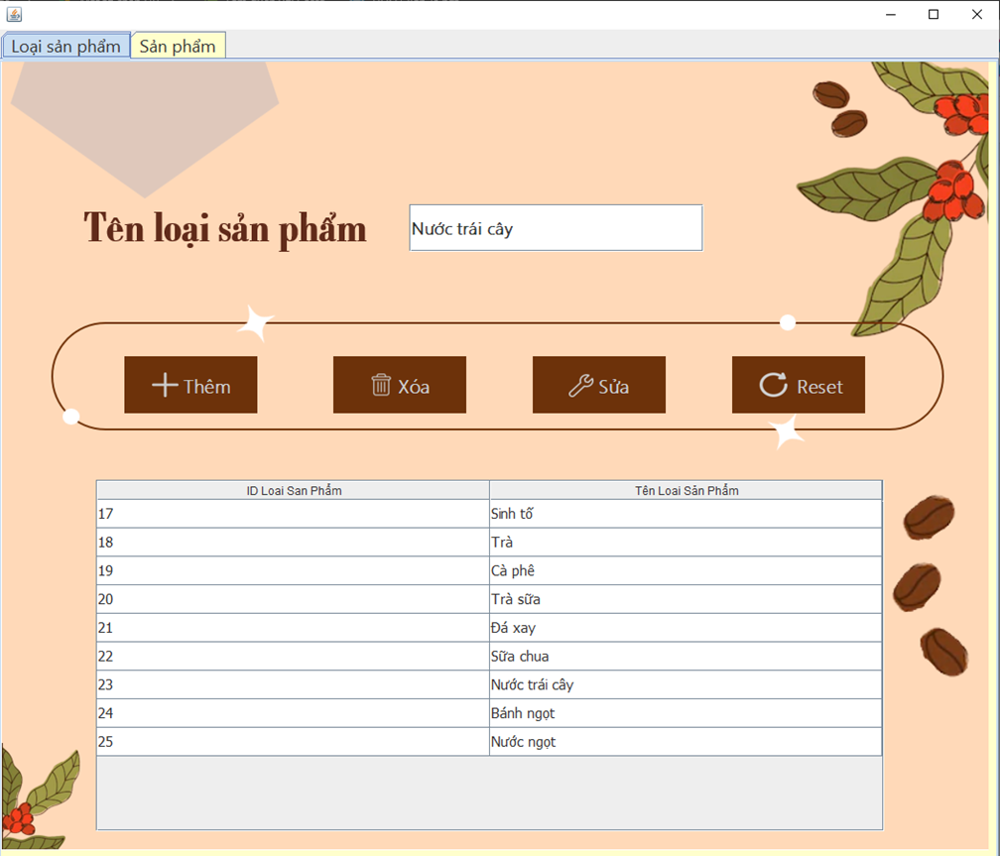 Loại sản phẩm Sản phẩm
Tên loại sản phẩm Nước trái cây
Thêm Xóa Sửa Reset
ID Loai San Phẩm Tên Loai Sản Phẩm
17 Sinh tố
18 Trà
19 Cà phê
20 Trà sữa
21 Đá xay
22 Sữa chua
23 Nước trái cây
24 Bánh ngọt
25 Nước ngọt